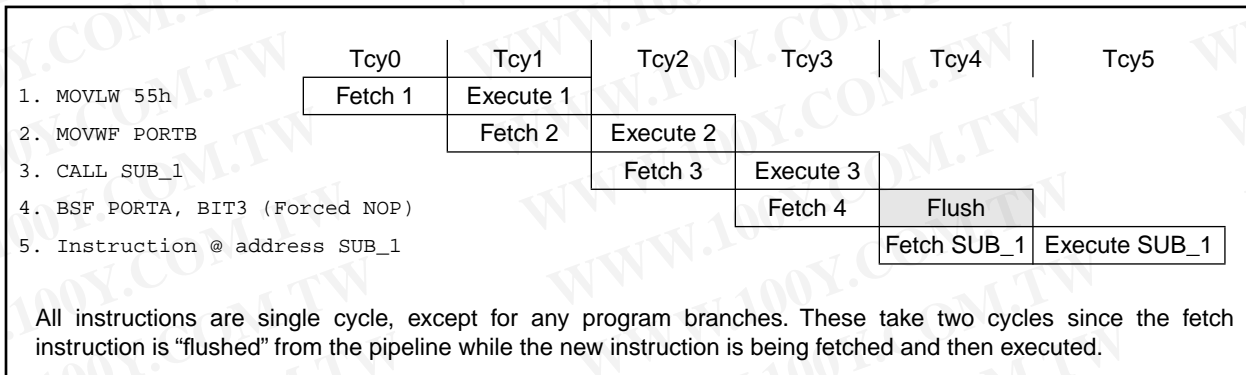 Tcy0 Tcy1 Tcy2 Tcy3 Tcy4 Tcy5
1. MOVLW 55h Fetch 1 Execute 1
2. MOVWF PORTB Fetch 2 Execute 2
3. CALL SUB_1 Fetch 3 Execute 3
4. BSF PORTA, BIT3 (Forced NOP) Fetch 4 Flush
5. Instruction @ address SUB_1 Fetch SUB_1 Execute SUB_1
All instructions are single cycle, except for any program branches. These take two cycles since the fetch
instruction is “flushed” from the pipeline while the new instruction is being fetched and then executed.
WWW.100Y.COM.TW